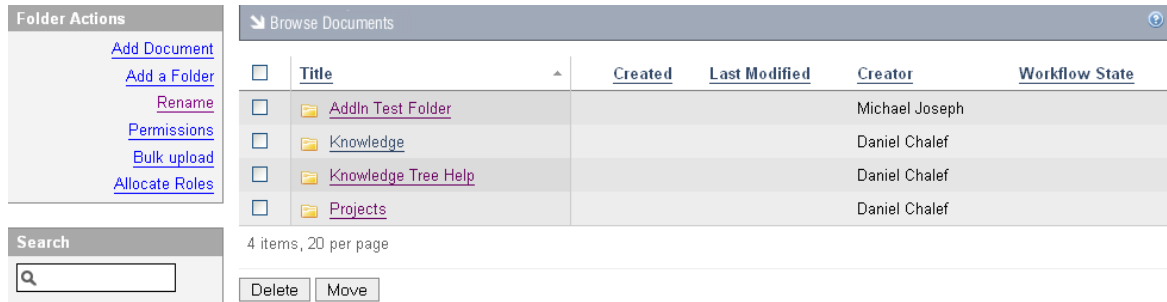 Folder Actions
Add Document
Add a Folder
Rename
Permissions
Bulk upload
Allocate Roles
Search
Browse Documents
Title Created Last Modified Creator Workflow State
AddIn Test Folder Michael Joseph
Knowledge Daniel Chalef
Knowledge Tree Help Daniel Chalef
Projects Daniel Chalef
4 items, 20 per page
Delete Move